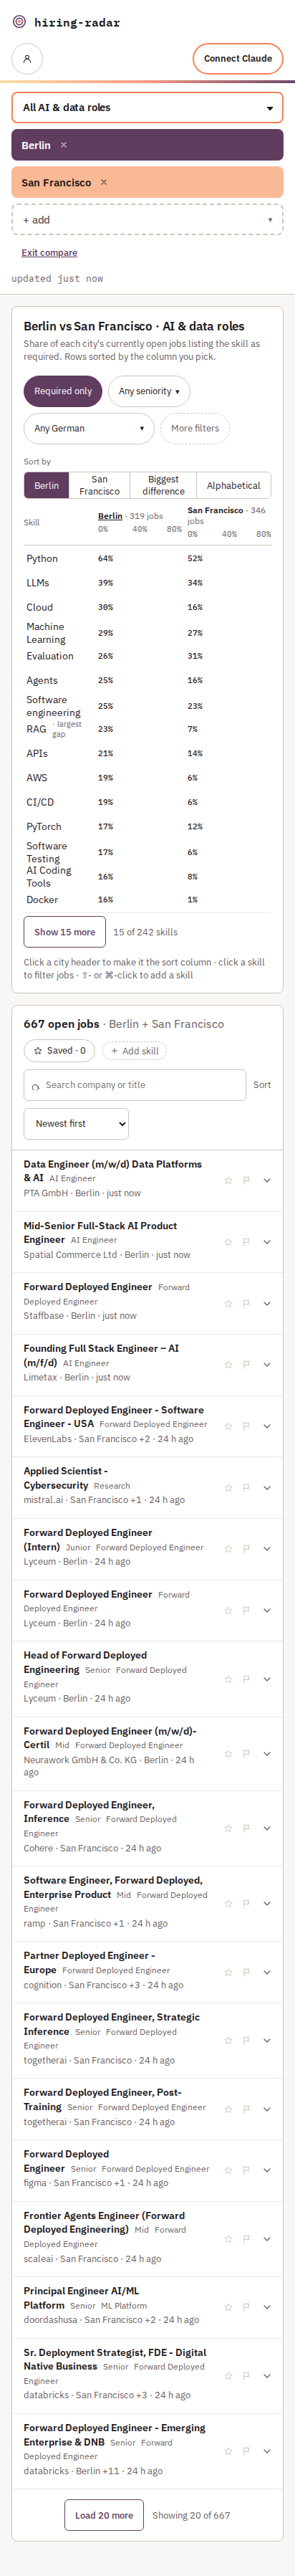 hiring-radar
Connect Claude
All AI & data roles
Berlin ×
San Francisco ×
+ add
Exit compare
updated just now
Berlin vs San Francisco · AI & data roles
Share of each city's currently open jobs listing the skill as
required. Rows sorted by the column you pick.
Required only
Any seniority
Any German
More filters
Sort by
Berlin
San
Francisco
Biggest
difference
Alphabetical
Skill
Berlin · 319 jobs
0% 40% 80%
San Francisco · 346
jobs
0% 40% 80%
Python 64% 52%
LLMs 39% 34%
Cloud 30% 16%
Machine
Learning 29% 27%
Evaluation 26% 31%
Agents 25% 16%
Software
engineering 25% 23%
RAG · largest
gap 23% 7%
APIs 21% 14%
AWS 19% 6%
CI/CD 19% 6%
PyTorch 17% 12%
Software
Testing 17% 6%
AI Coding
Tools 16% 8%
Docker 16% 1%
Show 15 more 15 of 242 skills
Click a city header to make it the sort column · click a skill
to filter jobs · ⇧- or ⌘-click to add a skill
667 open jobs · Berlin + San Francisco
Saved · 0
+ Add skill
Search company or title
Sort
Newest first
Data Engineer (m/w/d) Data Platforms
& AI AI Engineer
PTA GmbH · Berlin · just now
Mid-Senior Full-Stack AI Product
Engineer AI Engineer
Spatial Commerce Ltd · Berlin · just now
Forward Deployed Engineer Forward
Deployed Engineer
Staffbase · Berlin · just now
Founding Full Stack Engineer – AI
(m/f/d) AI Engineer
Limetax · Berlin · just now
Forward Deployed Engineer - Software
Engineer - USA Forward Deployed Engineer
ElevenLabs · San Francisco +2 · 24 h ago
Applied Scientist -
Cybersecurity Research
mistral.ai · San Francisco +1 · 24 h ago
Forward Deployed Engineer
(Intern) Junior Forward Deployed Engineer
Lyceum · Berlin · 24 h ago
Forward Deployed Engineer Forward
Deployed Engineer
Lyceum · Berlin · 24 h ago
Head of Forward Deployed
Engineering Senior Forward Deployed
Engineer
Lyceum · Berlin · 24 h ago
Forward Deployed Engineer (m/w/d)-
Certil Mid Forward Deployed Engineer
Neurawork GmbH & Co. KG · Berlin · 24 h
ago
Forward Deployed Engineer,
Inference Senior Forward Deployed
Engineer
Cohere · San Francisco · 24 h ago
Software Engineer, Forward Deployed,
Enterprise Product Mid Forward Deployed
Engineer
ramp · San Francisco +1 · 24 h ago
Partner Deployed Engineer -
Europe Forward Deployed Engineer
cognition · San Francisco +3 · 24 h ago
Forward Deployed Engineer, Strategic
Inference Senior Forward Deployed
Engineer
togetherai · San Francisco · 24 h ago
Forward Deployed Engineer, Post-
Training Senior Forward Deployed Engineer
togetherai · San Francisco · 24 h ago
Forward Deployed
Engineer Senior Forward Deployed Engineer
figma · San Francisco +1 · 24 h ago
Frontier Agents Engineer (Forward
Deployed Engineering) Mid Forward
Deployed Engineer
scaleai · San Francisco · 24 h ago
Principal Engineer AI/ML
Platform Senior ML Platform
doordashusa · San Francisco +2 · 24 h ago
Sr. Deployment Strategist, FDE - Digital
Native Business Senior Forward Deployed
Engineer
databricks · San Francisco +3 · 24 h ago
Forward Deployed Engineer - Emerging
Enterprise & DNB Senior Forward
Deployed Engineer
databricks · Berlin +11 · 24 h ago
Load 20 more Showing 20 of 667